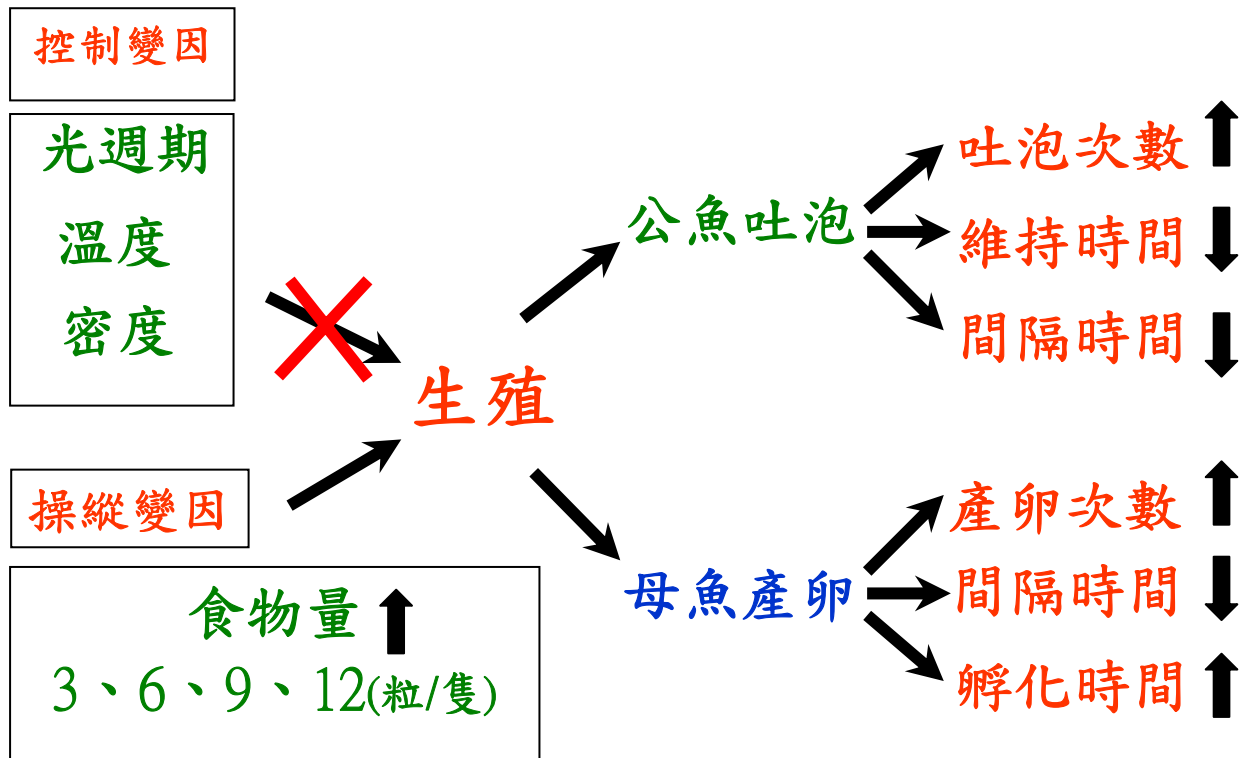 控制變因
光週期
溫度
密度
操縱變因
食物量
3、6、9、12(粒/隻)
生殖
公魚吐泡
吐泡次數
維持時間
間隔時間
母魚產卵
產卵次數
間隔時間
孵化時間